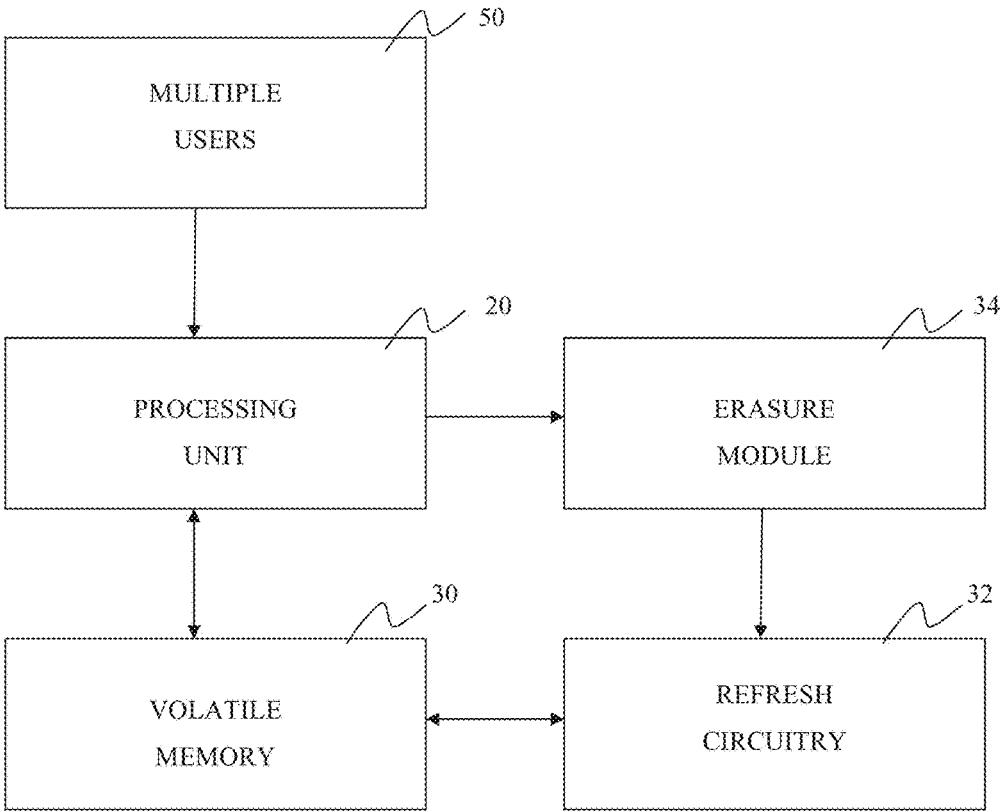 50
MULTIPLE
USERS
20
PROCESSING
UNIT
34
ERASURE
MODULE
30
VOLATILE
MEMORY
32
REFRESH
CIRCUITRY